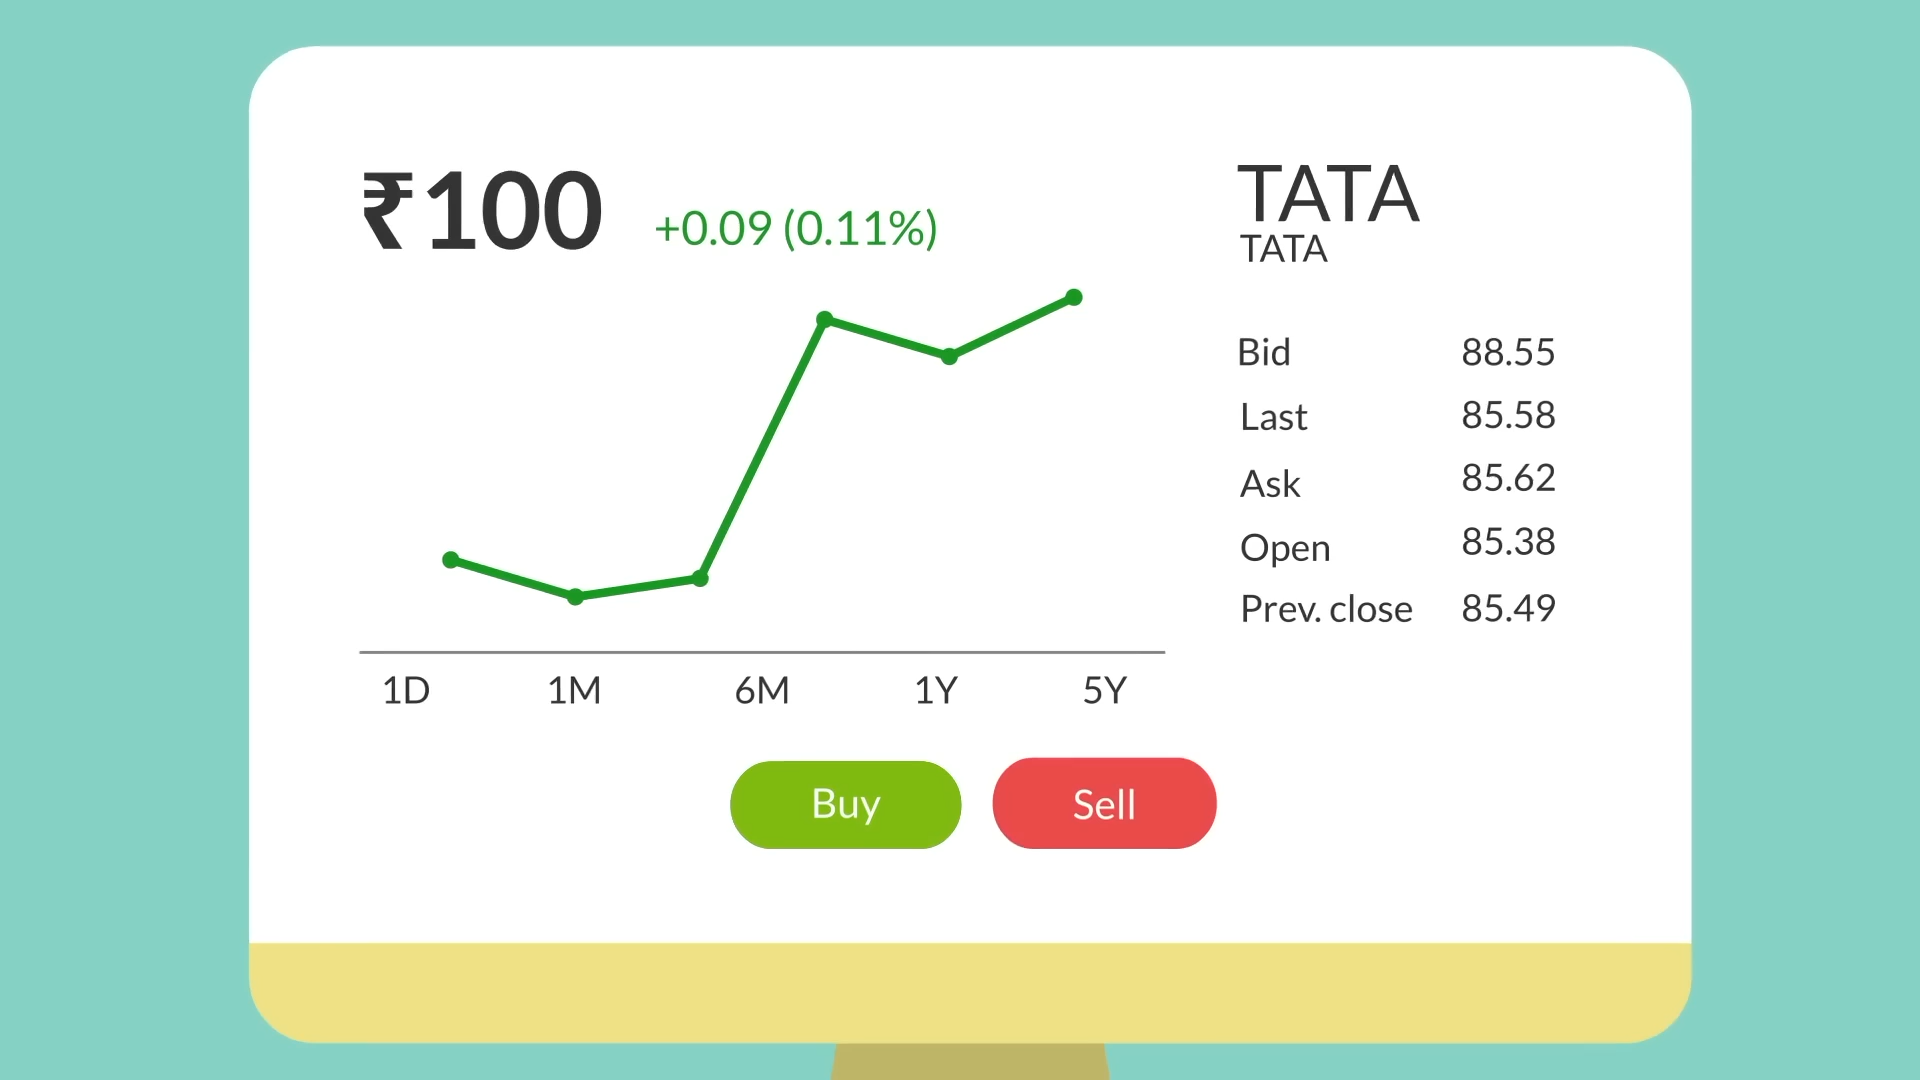 ₹100 +0.09 (0.11%)
TATA
TATA
Bid 88.55
Last 85.58
Ask 85.62
Open 85.38
Prev. close 85.49
1D 1M 6M 1Y 5Y
Buy Sell